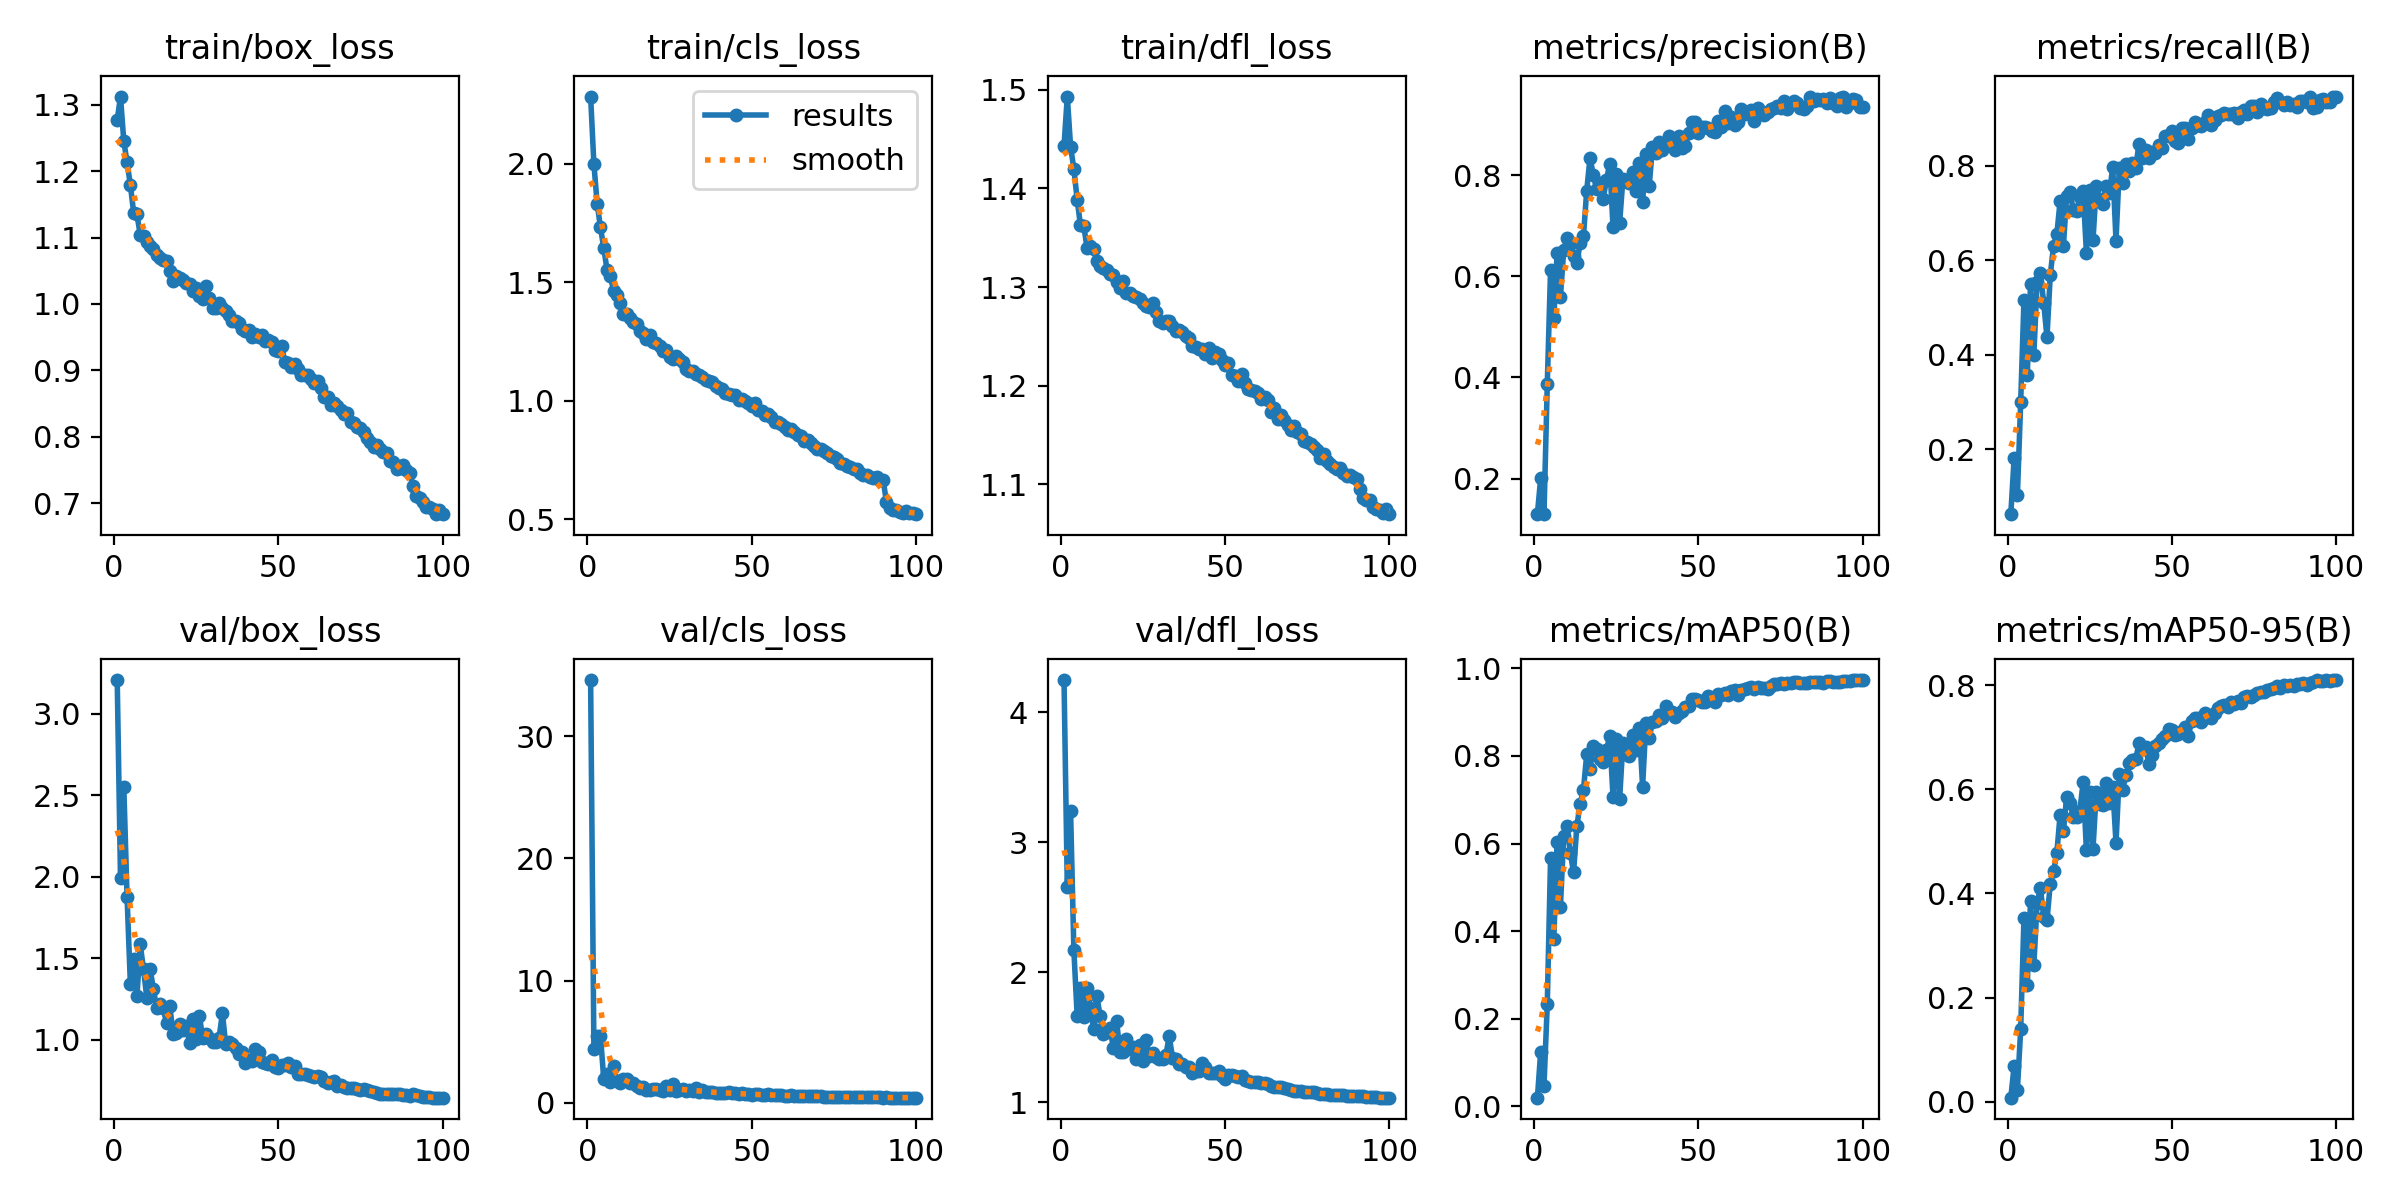 train/box_loss
train/cls_loss
train/dfl_loss
metrics/precision(B)
metrics/recall(B)
1.3
1.2
1.1
1.0
0.9
0.8
0.7
0 50 100
results
smooth
2.0
1.5
1.0
0.5
0 50 100
1.5
1.4
1.3
1.2
1.1
0 50 100
0.8
0.6
0.4
0.2
0 50 100
0.8
0.6
0.4
0.2
0 50 100
val/box_loss
val/cls_loss
val/dfl_loss
metrics/mAP50(B)
metrics/mAP50-95(B)
3.0
2.5
2.0
1.5
1.0
0 50 100
30
20
10
0
0 50 100
4
3
2
1
0 50 100
1.0
0.8
0.6
0.4
0.2
0.0
0 50 100
0.8
0.6
0.4
0.2
0.0
0 50 100